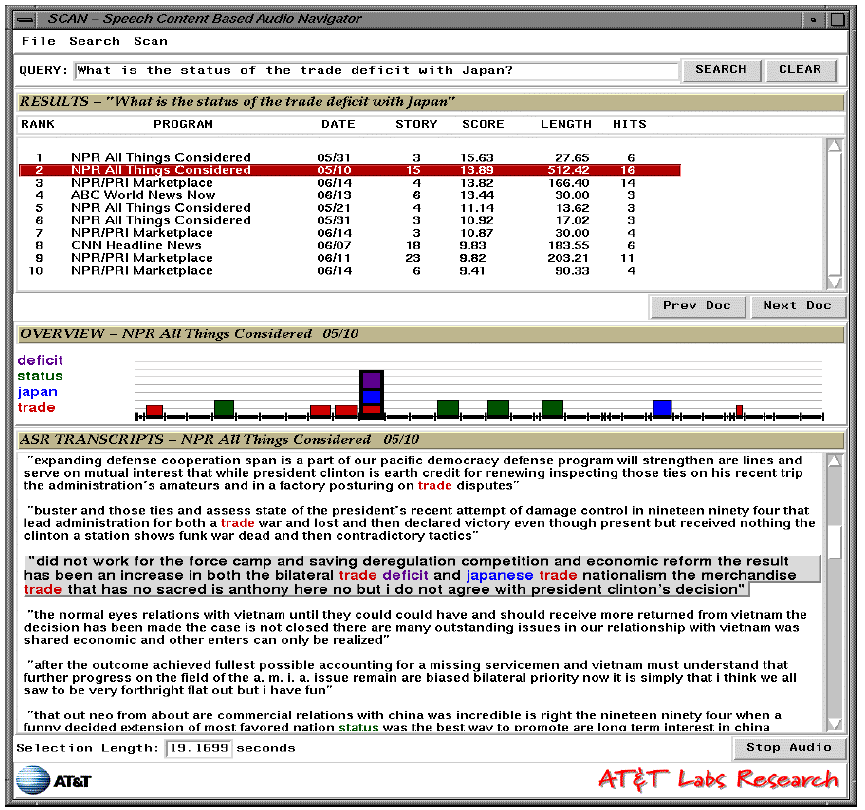 SCAN – Speech Content Based Audio Navigator
File Search Scan
QUERY: What is the status of the trade deficit with Japan? SEARCH CLEAR
RESULTS – "What is the status of the trade deficit with Japan"
RANK PROGRAM DATE STORY SCORE LENGTH HITS
1 NPR All Things Considered 05/31 3 15.63 27.65 6
2 NPR All Things Considered 05/10 15 13.89 512.42 16
3 NPR/PRI Marketplace 06/14 4 13.82 166.40 14
4 ABC World News Now 06/13 6 13.44 30.00 3
5 NPR All Things Considered 05/21 4 11.14 13.62 3
6 NPR All Things Considered 05/31 3 10.92 17.02 3
7 NPR/PRI Marketplace 06/14 3 10.87 30.00 4
8 CNN Headline News 06/07 18 9.83 183.55 6
9 NPR/PRI Marketplace 06/11 23 9.82 203.21 11
10 NPR/PRI Marketplace 06/14 6 9.41 90.33 4
Prev Doc Next Doc
OVERVIEW – NPR All Things Considered 05/10
deficit
status
japan
trade
ASR TRANSCRIPTS – NPR All Things Considered 05/10
"expanding defense cooperation span is a part of our pacific democracy defense program will strengthen are lines and
serve on mutual interest that while president clinton is earth credit for renewing inspecting those ties on his recent trip
the administration's amateurs and in a factory posturing on trade disputes"
"buster and those ties and assess state of the president's recent attempt of damage control in nineteen ninety four that
lead administration for both a trade war and lost and then declared victory even though present but received nothing the
clinton a station shows funk war dead and then contradictory tactics"
"did not work for the force camp and saving deregulation competition and economic reform the result
has been an increase in both the bilateral trade deficit and japanese trade nationalism the merchandise
trade that has no sacred is anthony here no but i do not agree with president clinton's decision"
"the normal eyes relations with vietnam until they could could have and should receive more returned from vietnam the
decision has been made the case is not closed there are many outstanding issues in our relationship with vietnam was
shared economic and other enters can only be realized"
"after the outcome achieved fullest possible accounting for a missing servicemen and vietnam must understand that
further progress on the field of the a. m. i. a. issue remain are biased bilateral priority now it is simply that i think we all
saw to be very forthright flat out but i have fun"
"that out neo from about are commercial relations with china was incredible is right the nineteen ninety four when a
funny decided extension of most favored nation status was the best way to promote are long term interest in china
Selection Length: 19.1699 seconds Stop Audio
AT&T AT&T Labs Research